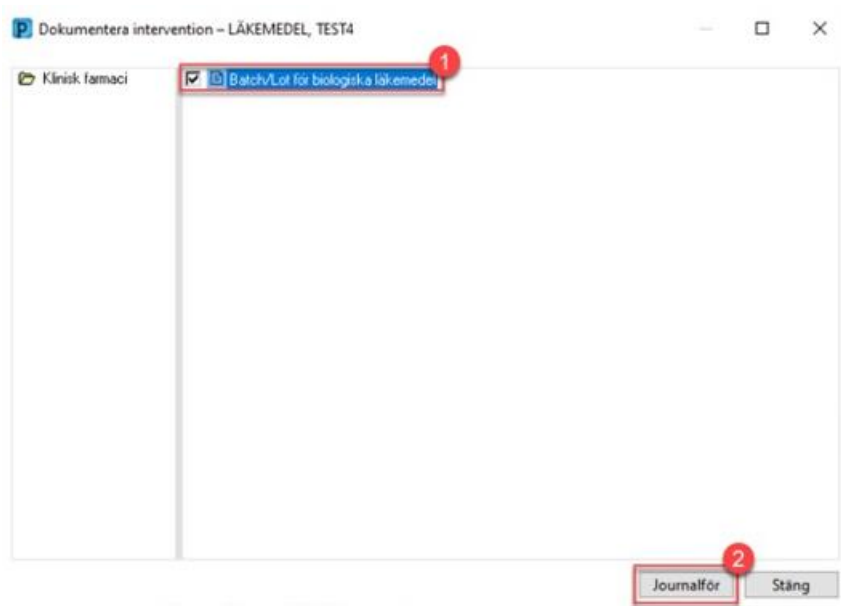 P Dokumentera intervention – LÄKEMEDEL, TEST4
1
Klinisk farmaci
Batch/Lot för biologiska läkemedel
2
Journalför
Stäng